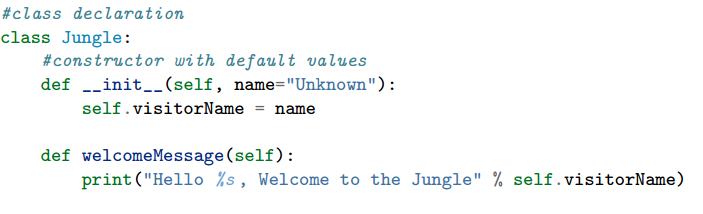 #class declaration
class Jungle:
    #constructor with default values
    def __init__(self, name="Unknown"):
        self.visitorName = name
    def welcomeMessage(self):
        print("Hello %s, Welcome to the Jungle" % self.visitorName)